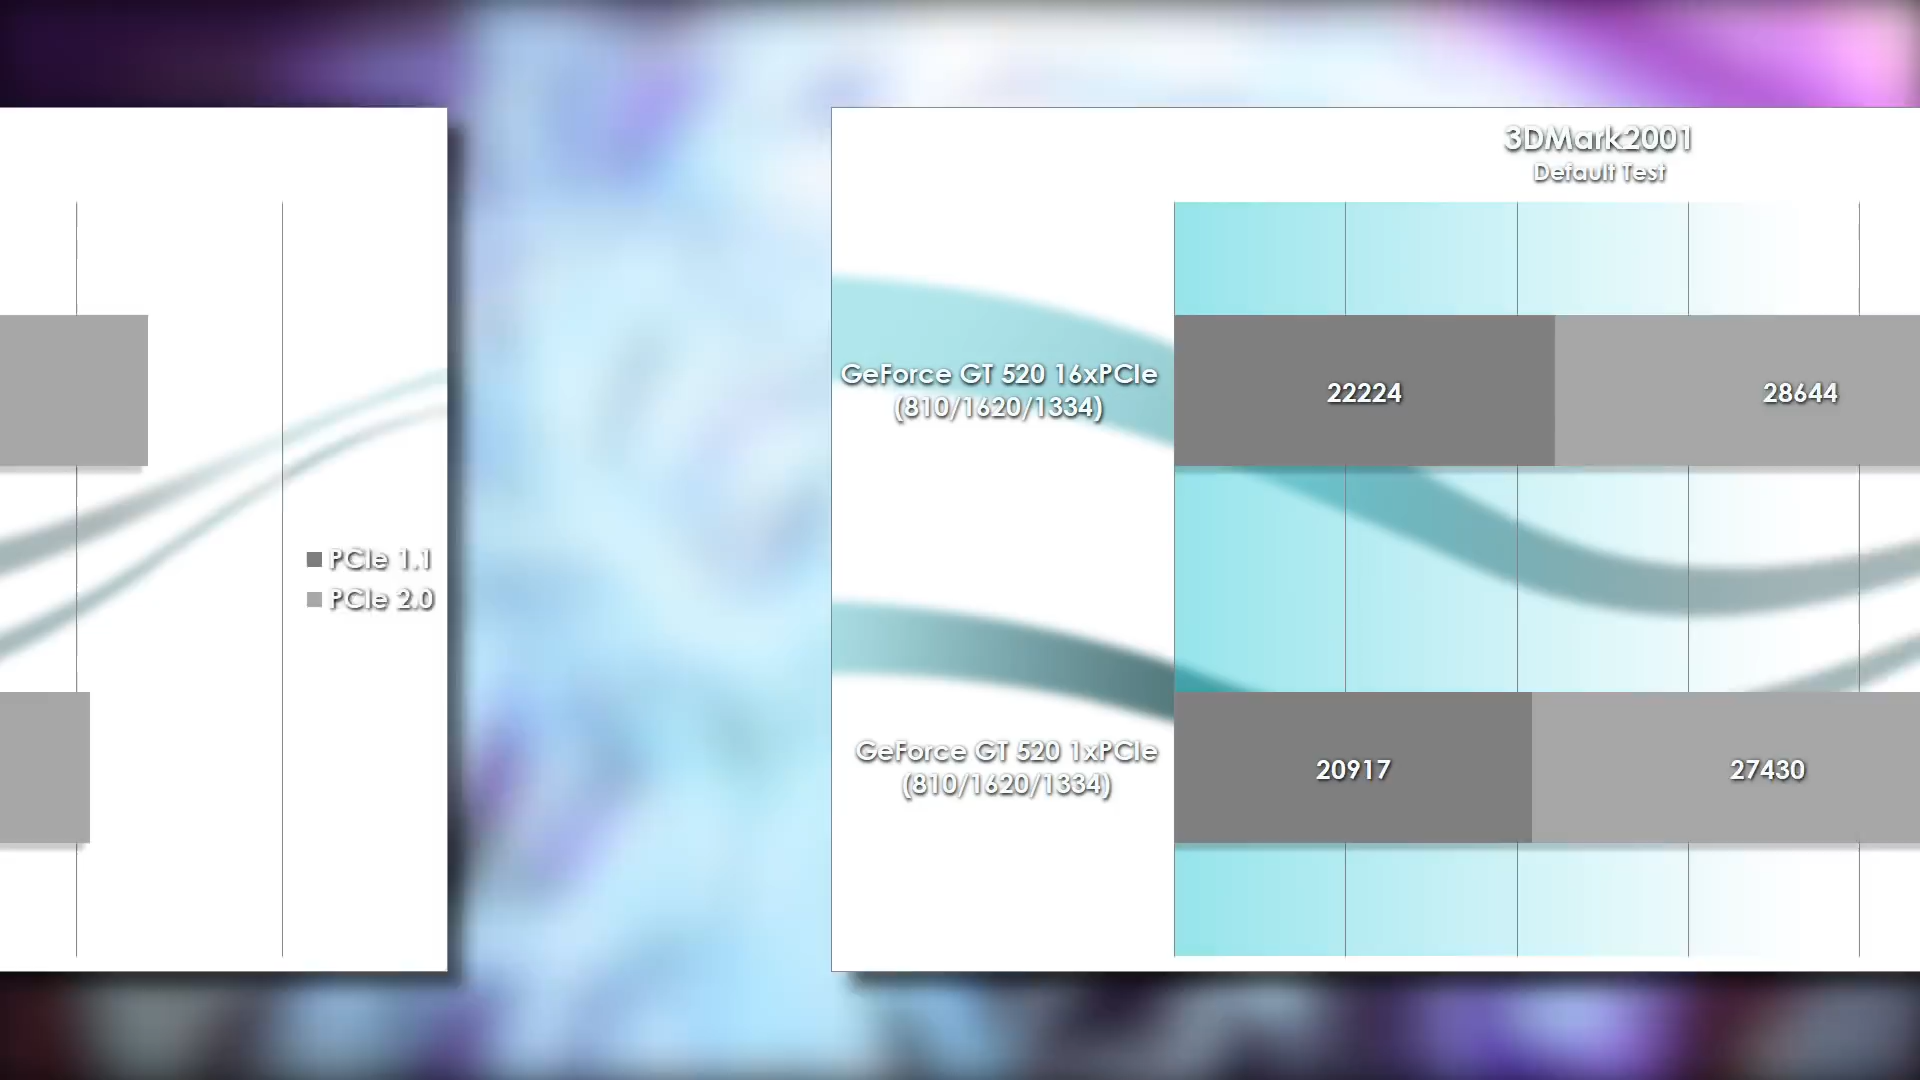 PCIe 1.1
PCIe 2.0
3DMark2001
Default Test
GeForce GT 520 16xPCIe
(810/1620/1334)
22224
28644
GeForce GT 520 1xPCIe
(810/1620/1334)
20917
27430